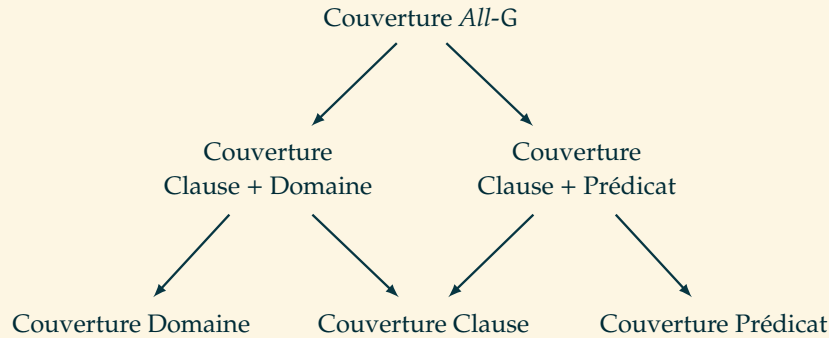 Couverture All-G
Couverture
Clause + Domaine
Couverture
Clause + Prédicat
Couverture Domaine
Couverture Clause
Couverture Prédicat